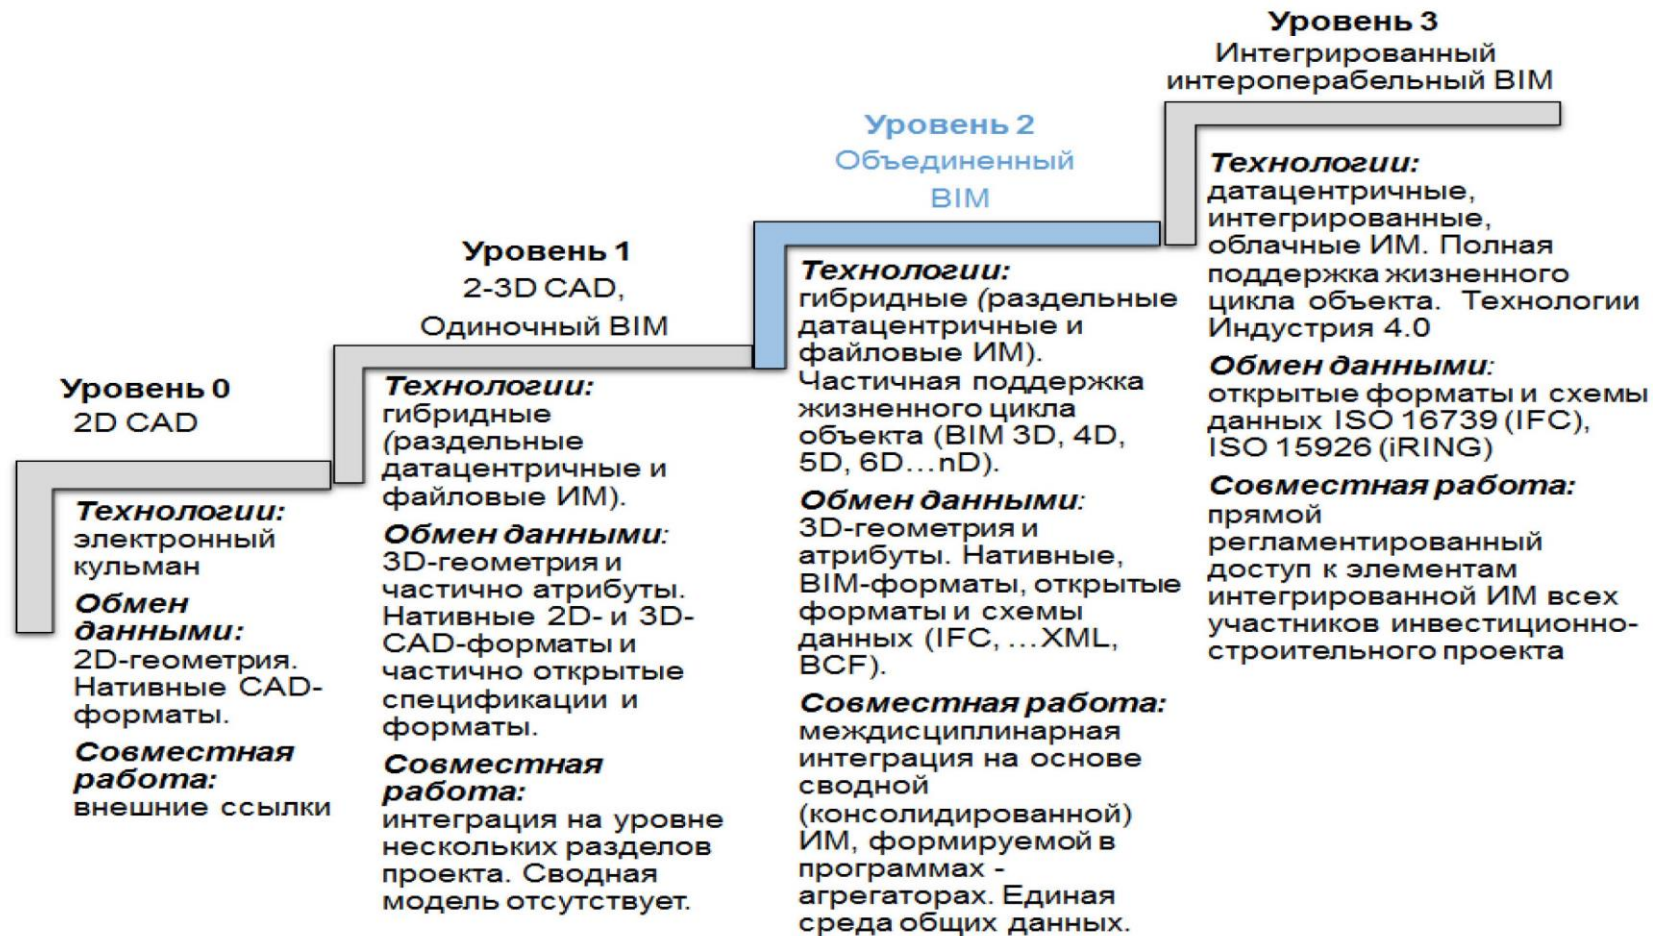 Уровень 0
2D CAD
Технологии:
электронный
кульман
Обмен
данными:
2D-геометрия.
Нативные CAD-
форматы.
Совместная
работа:
внешние ссылки
Уровень 1
2-3D CAD,
Одиночный BIM
Технологии:
гибридные
(раздельные
датацентричные и
файловые ИМ).
Обмен данными:
3D-геометрия и
частично атрибуты.
Нативные 2D- и 3D-
CAD-форматы и
частично открытые
спецификации и
форматы.
Совместная
работа:
интеграция на уровне
нескольких разделов
проекта. Сводная
модель отсутствует.
Уровень 2
Объединенный
BIM
Технологии:
гибридные (раздельные
датацентричные и
файловые ИМ).
Частичная поддержка
жизненного цикла
объекта (BIM 3D, 4D,
5D, 6D...nD).
Обмен данными:
3D-геометрия и
атрибуты. Нативные,
BIM-форматы, открытые
форматы и схемы
данных (IFC, ...XML,
BCF).
Совместная работа:
междисциплинарная
интеграция на основе
сводной
(консолидированной)
ИМ, формируемой в
программах -
агрегаторах. Единая
среда общих данных.
Уровень 3
Интегрированный
интероперабельный BIM
Технологии:
датацентричные,
интегрированные,
облачные ИМ. Полная
поддержка жизненного
цикла объекта. Технологии
Индустрия 4.0
Обмен данными:
открытые форматы и схемы
данных ISO 16739 (IFC),
ISO 15926 (iRING)
Совместная работа:
прямой
регламентированный
доступ к элементам
интегрированной ИМ всех
участников инвестиционно-
строительного проекта